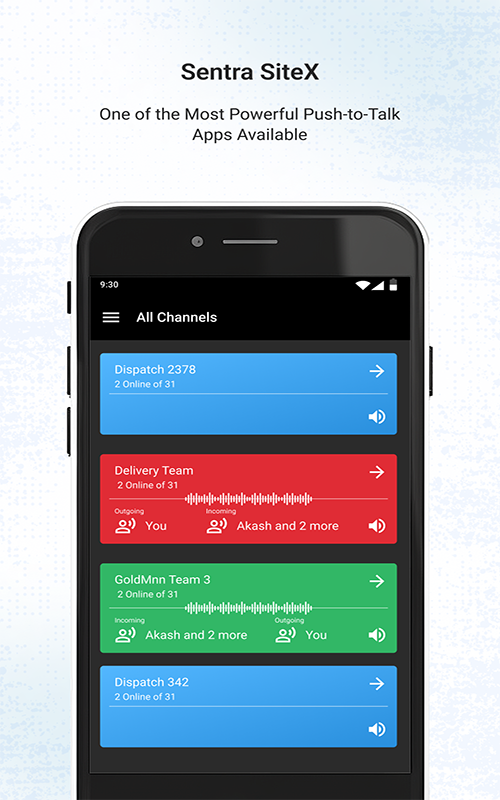 Sentra SiteX
One of the Most Powerful Push-to-Talk
Apps Available
9:30
All Channels
Dispatch 2378
2 Online of 31
Delivery Team
2 Online of 31
Outgoing Incoming
You Akash and 2 more
GoldMnn Team 3
2 Online of 31
Incoming Outgoing
Akash and 2 more You
Dispatch 342
2 Online of 31